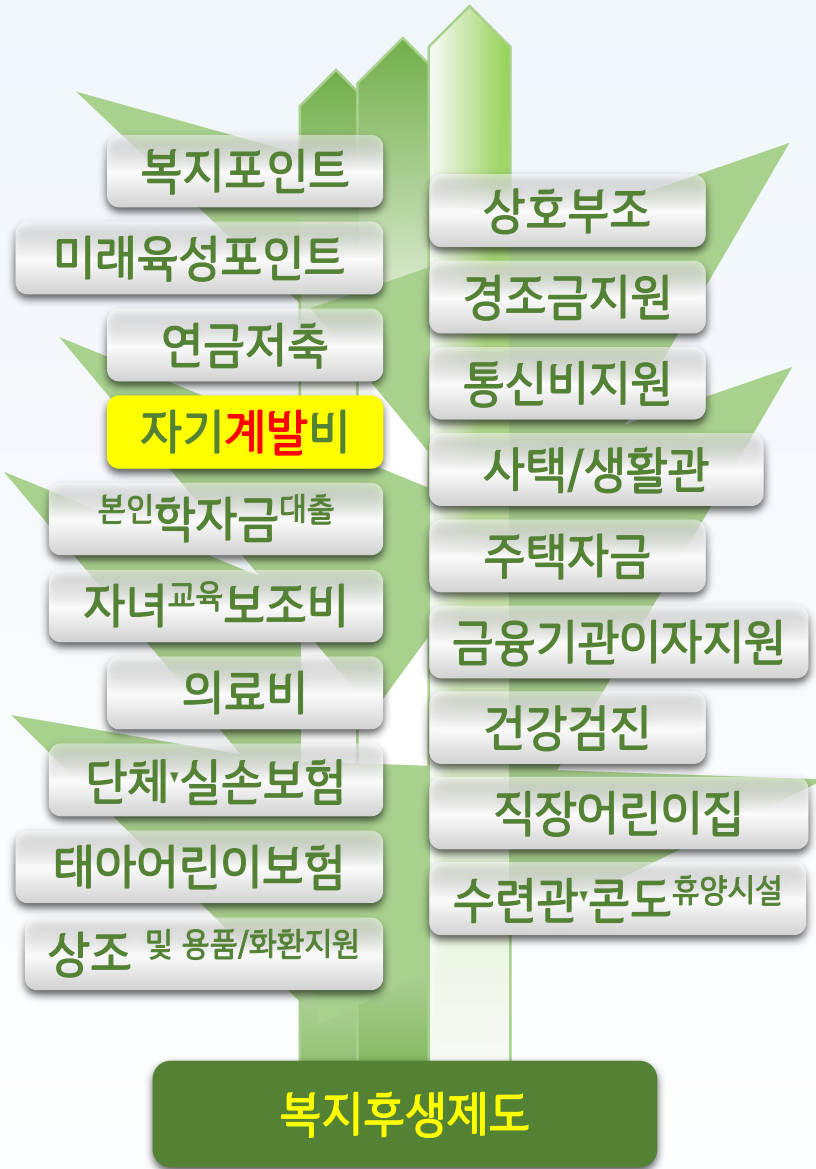 복지포인트
미래육성포인트
연금저축
자기계발비
본인학자금대출
자녀교육보조비
의료비
단체▾실손보험
태아어린이보험
상조 및 용품/화환지원
상호부조
경조금지원
통신비지원
사택/생활관
주택자금
금융기관이자지원
건강검진
직장어린이집
수련관▾콘도휴양시설
복지후생제도